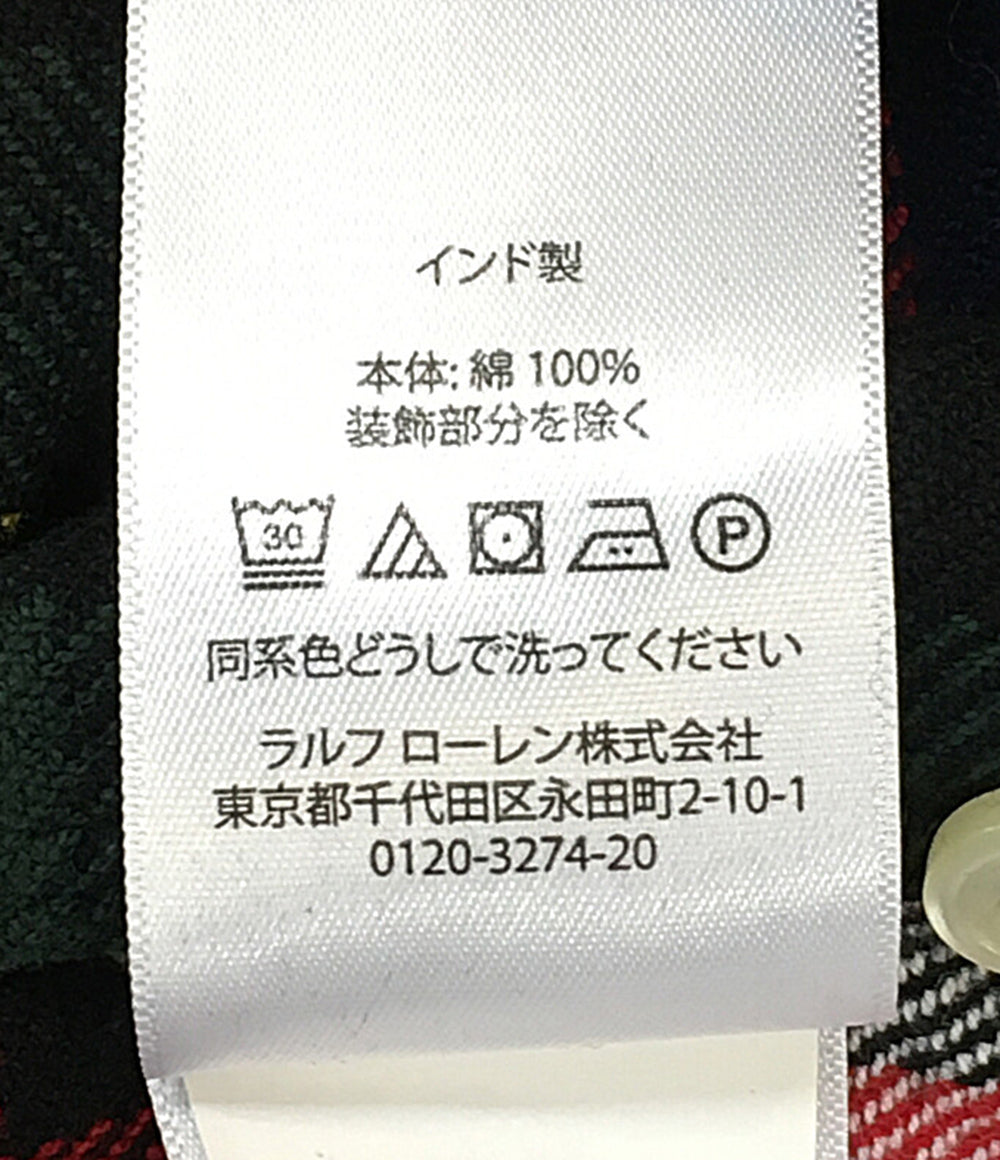 インド製
本体: 綿 100%
装飾部分を除く
30
P
同系色どうしで洗ってください
ラルフ ローレン株式会社
東京都千代田区永田町2-10-1
0120-3274-20